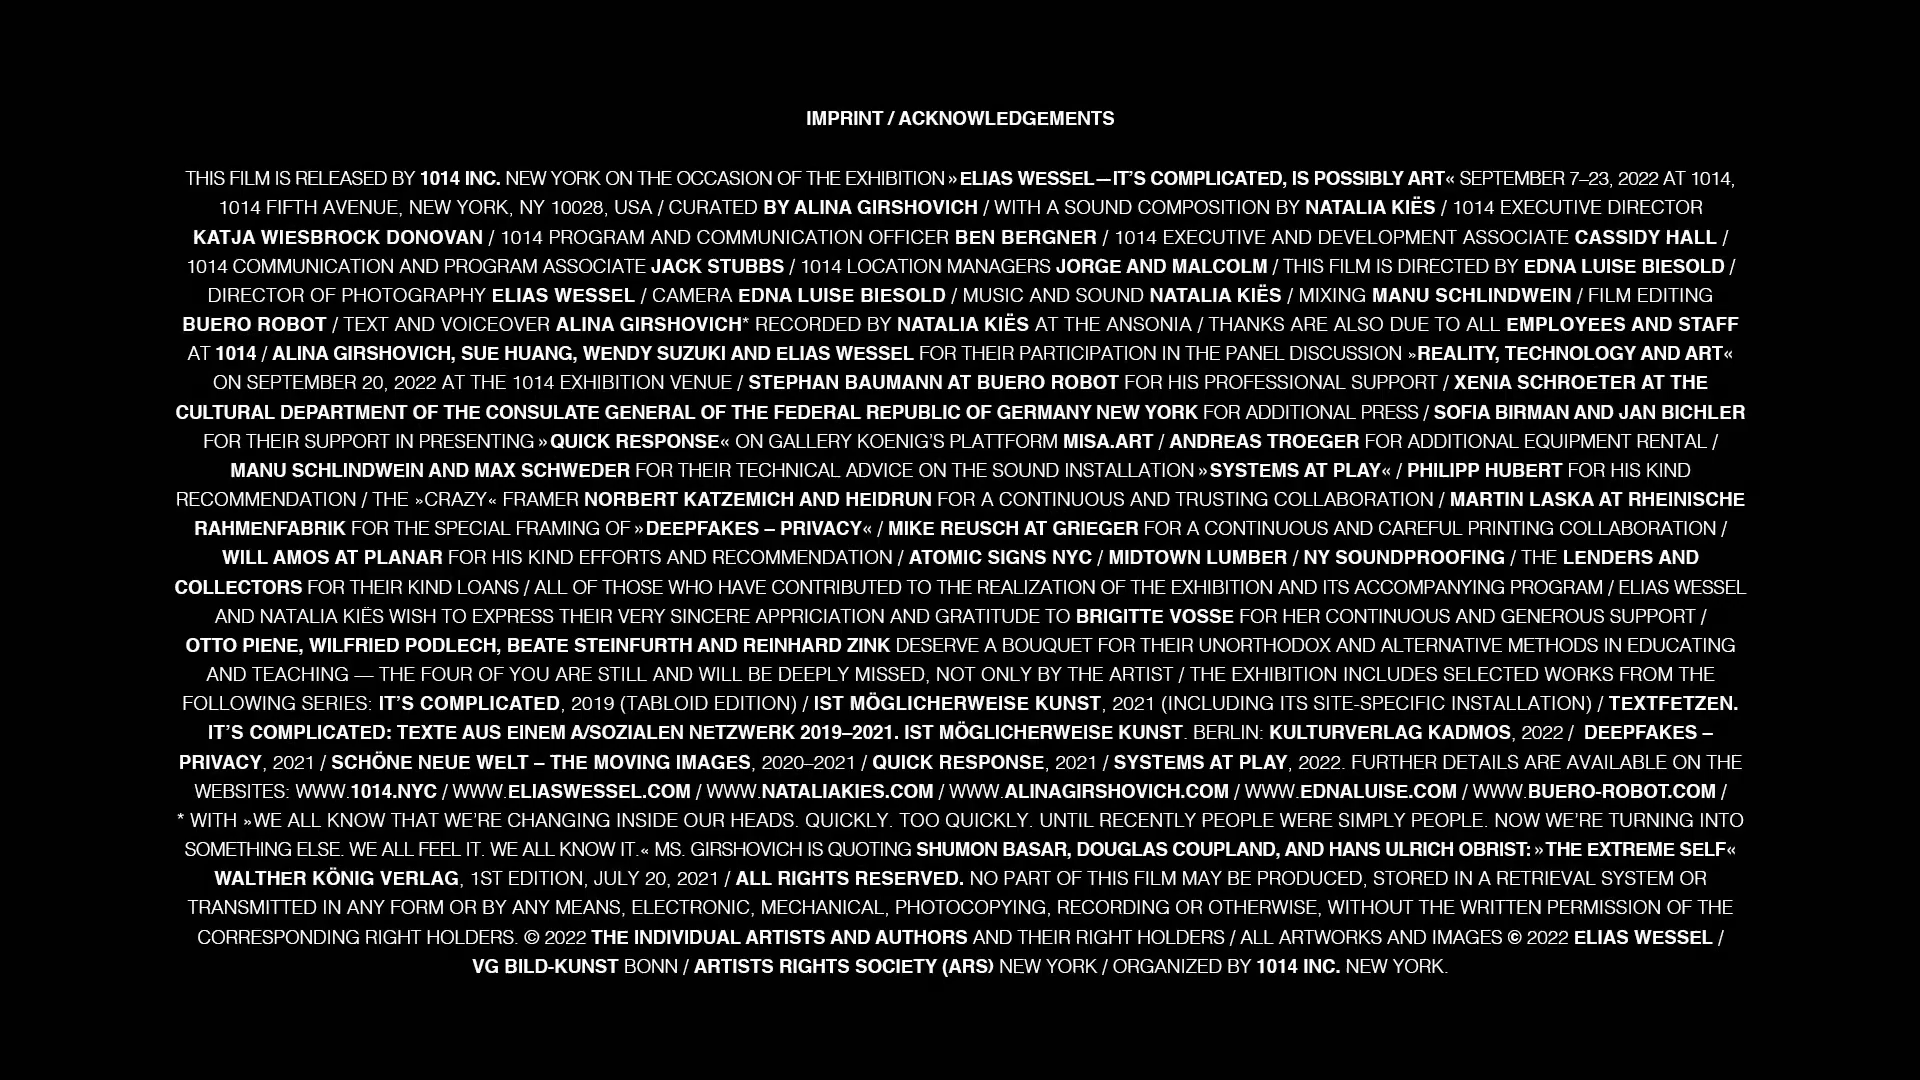 IMPRINT / ACKNOWLEDGEMENTS
THIS FILM IS RELEASED BY 1014 INC. NEW YORK ON THE OCCASION OF THE EXHIBITION »ELIAS WESSEL—IT’S COMPLICATED, IS POSSIBLY ART« SEPTEMBER 7–23, 2022 AT 1014,
1014 FIFTH AVENUE, NEW YORK, NY 10028, USA / CURATED BY ALINA GIRSHOVICH / WITH A SOUND COMPOSITION BY NATALIA KIËS / 1014 EXECUTIVE DIRECTOR
KATJA WIESBROCK DONOVAN / 1014 PROGRAM AND COMMUNICATION OFFICER BEN BERGNER / 1014 EXECUTIVE AND DEVELOPMENT ASSOCIATE CASSIDY HALL /
1014 COMMUNICATION AND PROGRAM ASSOCIATE JACK STUBBS / 1014 LOCATION MANAGERS JORGE AND MALCOLM / THIS FILM IS DIRECTED BY EDNA LUISE BIESOLD /
DIRECTOR OF PHOTOGRAPHY ELIAS WESSEL / CAMERA EDNA LUISE BIESOLD / MUSIC AND SOUND NATALIA KIËS / MIXING MANU SCHLINDWEIN / FILM EDITING
BUERO ROBOT / TEXT AND VOICEOVER ALINA GIRSHOVICH* RECORDED BY NATALIA KIËS AT THE ANSONIA / THANKS ARE ALSO DUE TO ALL EMPLOYEES AND STAFF
AT 1014 / ALINA GIRSHOVICH, SUE HUANG, WENDY SUZUKI AND ELIAS WESSEL FOR THEIR PARTICIPATION IN THE PANEL DISCUSSION »REALITY, TECHNOLOGY AND ART«
ON SEPTEMBER 20, 2022 AT THE 1014 EXHIBITION VENUE / STEPHAN BAUMANN AT BUERO ROBOT FOR HIS PROFESSIONAL SUPPORT / XENIA SCHROETER AT THE
CULTURAL DEPARTMENT OF THE CONSULATE GENERAL OF THE FEDERAL REPUBLIC OF GERMANY NEW YORK FOR ADDITIONAL PRESS / SOFIA BIRMAN AND JAN BICHLER
FOR THEIR SUPPORT IN PRESENTING »QUICK RESPONSE« ON GALLERY KOENIG’S PLATTFORM MISA.ART / ANDREAS TROEGER FOR ADDITIONAL EQUIPMENT RENTAL /
MANU SCHLINDWEIN AND MAX SCHWEDER FOR THEIR TECHNICAL ADVICE ON THE SOUND INSTALLATION »SYSTEMS AT PLAY« / PHILIPP HUBERT FOR HIS KIND
RECOMMENDATION / THE »CRAZY« FRAMER NORBERT KATZEMICH AND HEIDRUN FOR A CONTINUOUS AND TRUSTING COLLABORATION / MARTIN LASKA AT RHEINISCHE
RAHMENFABRIK FOR THE SPECIAL FRAMING OF »DEEPFAKES – PRIVACY« / MIKE REUSCH AT GRIEGER FOR A CONTINUOUS AND CAREFUL PRINTING COLLABORATION /
WILL AMOS AT PLANAR FOR HIS KIND EFFORTS AND RECOMMENDATION / ATOMIC SIGNS NYC / MIDTOWN LUMBER / NY SOUNDPROOFING / THE LENDERS AND
COLLECTORS FOR THEIR KIND LOANS / ALL OF THOSE WHO HAVE CONTRIBUTED TO THE REALIZATION OF THE EXHIBITION AND ITS ACCOMPANYING PROGRAM / ELIAS WESSEL
AND NATALIA KIËS WISH TO EXPRESS THEIR VERY SINCERE APPRICIATION AND GRATITUDE TO BRIGITTE VOSSE FOR HER CONTINUOUS AND GENEROUS SUPPORT /
OTTO PIENE, WILFRIED PODLECH, BEATE STEINFURTH AND REINHARD ZINK DESERVE A BOUQUET FOR THEIR UNORTHODOX AND ALTERNATIVE METHODS IN EDUCATING
AND TEACHING — THE FOUR OF YOU ARE STILL AND WILL BE DEEPLY MISSED, NOT ONLY BY THE ARTIST / THE EXHIBITION INCLUDES SELECTED WORKS FROM THE
FOLLOWING SERIES: IT’S COMPLICATED, 2019 (TABLOID EDITION) / IST MÖGLICHERWEISE KUNST, 2021 (INCLUDING ITS SITE-SPECIFIC INSTALLATION) / TEXTFETZEN.
IT’S COMPLICATED: TEXTE AUS EINEM A/SOZIALEN NETZWERK 2019–2021. IST MÖGLICHERWEISE KUNST. BERLIN: KULTURVERLAG KADMOS, 2022 / DEEPFAKES –
PRIVACY, 2021 / SCHÖNE NEUE WELT – THE MOVING IMAGES, 2020–2021 / QUICK RESPONSE, 2021 / SYSTEMS AT PLAY, 2022. FURTHER DETAILS ARE AVAILABLE ON THE
WEBSITES: WWW.1014.NYC / WWW.ELIASWESSEL.COM / WWW.NATALIAKIES.COM / WWW.ALINAGIRSHOVICH.COM / WWW.EDNALUISE.COM / WWW.BUERO-ROBOT.COM /
* WITH »WE ALL KNOW THAT WE’RE CHANGING INSIDE OUR HEADS. QUICKLY. TOO QUICKLY. UNTIL RECENTLY PEOPLE WERE SIMPLY PEOPLE. NOW WE’RE TURNING INTO
SOMETHING ELSE. WE ALL FEEL IT. WE ALL KNOW IT.« MS. GIRSHOVICH IS QUOTING SHUMON BASAR, DOUGLAS COUPLAND, AND HANS ULRICH OBRIST: »THE EXTREME SELF«
WALTHER KÖNIG VERLAG, 1ST EDITION, JULY 20, 2021 / ALL RIGHTS RESERVED. NO PART OF THIS FILM MAY BE PRODUCED, STORED IN A RETRIEVAL SYSTEM OR
TRANSMITTED IN ANY FORM OR BY ANY MEANS, ELECTRONIC, MECHANICAL, PHOTOCOPYING, RECORDING OR OTHERWISE, WITHOUT THE WRITTEN PERMISSION OF THE
CORRESPONDING RIGHT HOLDERS. © 2022 THE INDIVIDUAL ARTISTS AND AUTHORS AND THEIR RIGHT HOLDERS / ALL ARTWORKS AND IMAGES © 2022 ELIAS WESSEL /
VG BILD-KUNST BONN / ARTISTS RIGHTS SOCIETY (ARS) NEW YORK / ORGANIZED BY 1014 INC. NEW YORK.